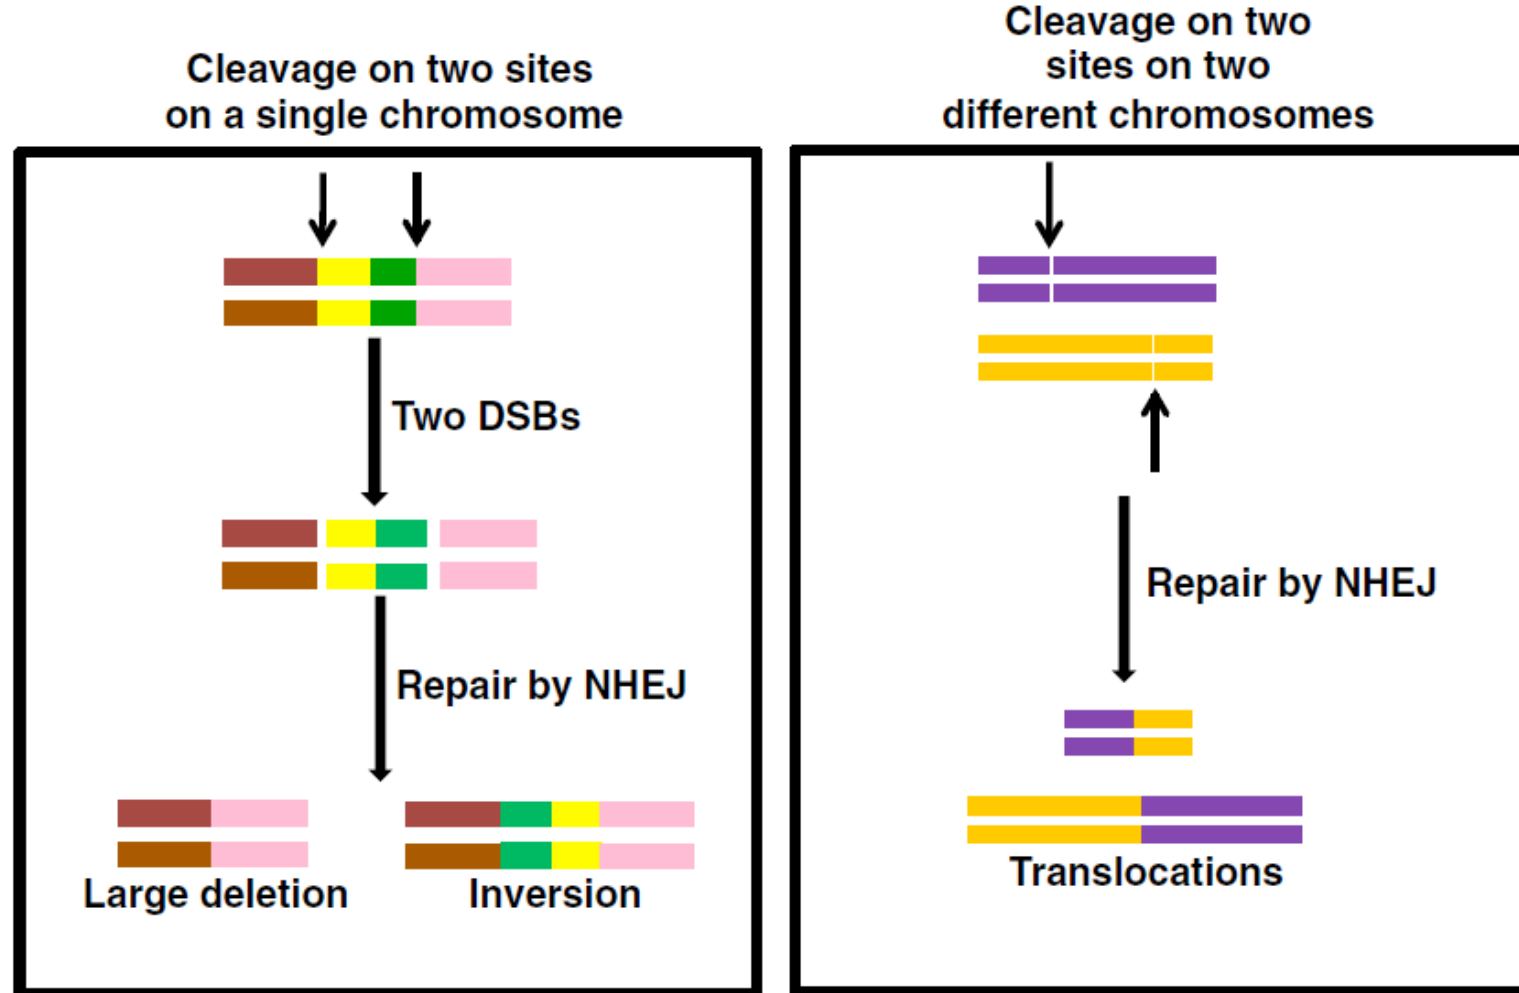 Cleavage on two sites
on a single chromosome
Two DSBs
Repair by NHEJ
Large deletion
Inversion
Cleavage on two
sites on two
different chromosomes
Repair by NHEJ
Translocations